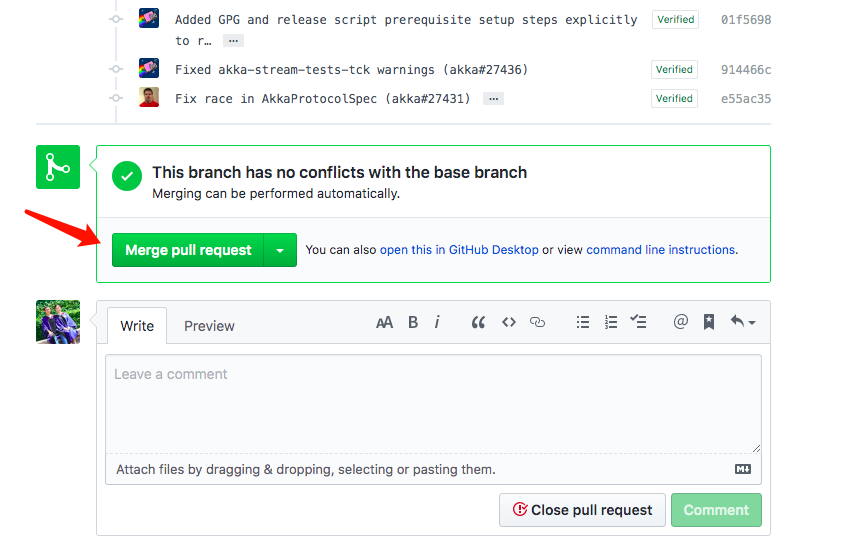 Added GPG and release script prerequisite setup steps explicitly Verified 01f5698
to r… …
Fixed akka-stream-tests-tck warnings (akka#27436) Verified 914466c
Fix race in AkkaProtocolSpec (akka#27431) … Verified e55ac35
This branch has no conflicts with the base branch
Merging can be performed automatically.
Merge pull request You can also open this in GitHub Desktop or view command line instructions.
Write Preview AA B i @
Leave a comment
Attach files by dragging & dropping, selecting or pasting them.
Close pull request Comment